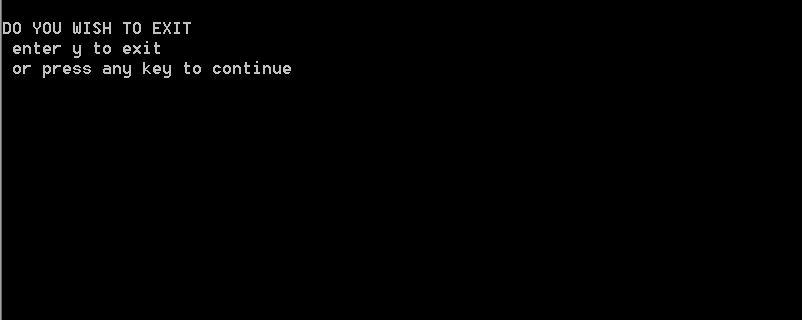 DO YOU WISH TO EXIT
enter y to exit
or press any key to continue